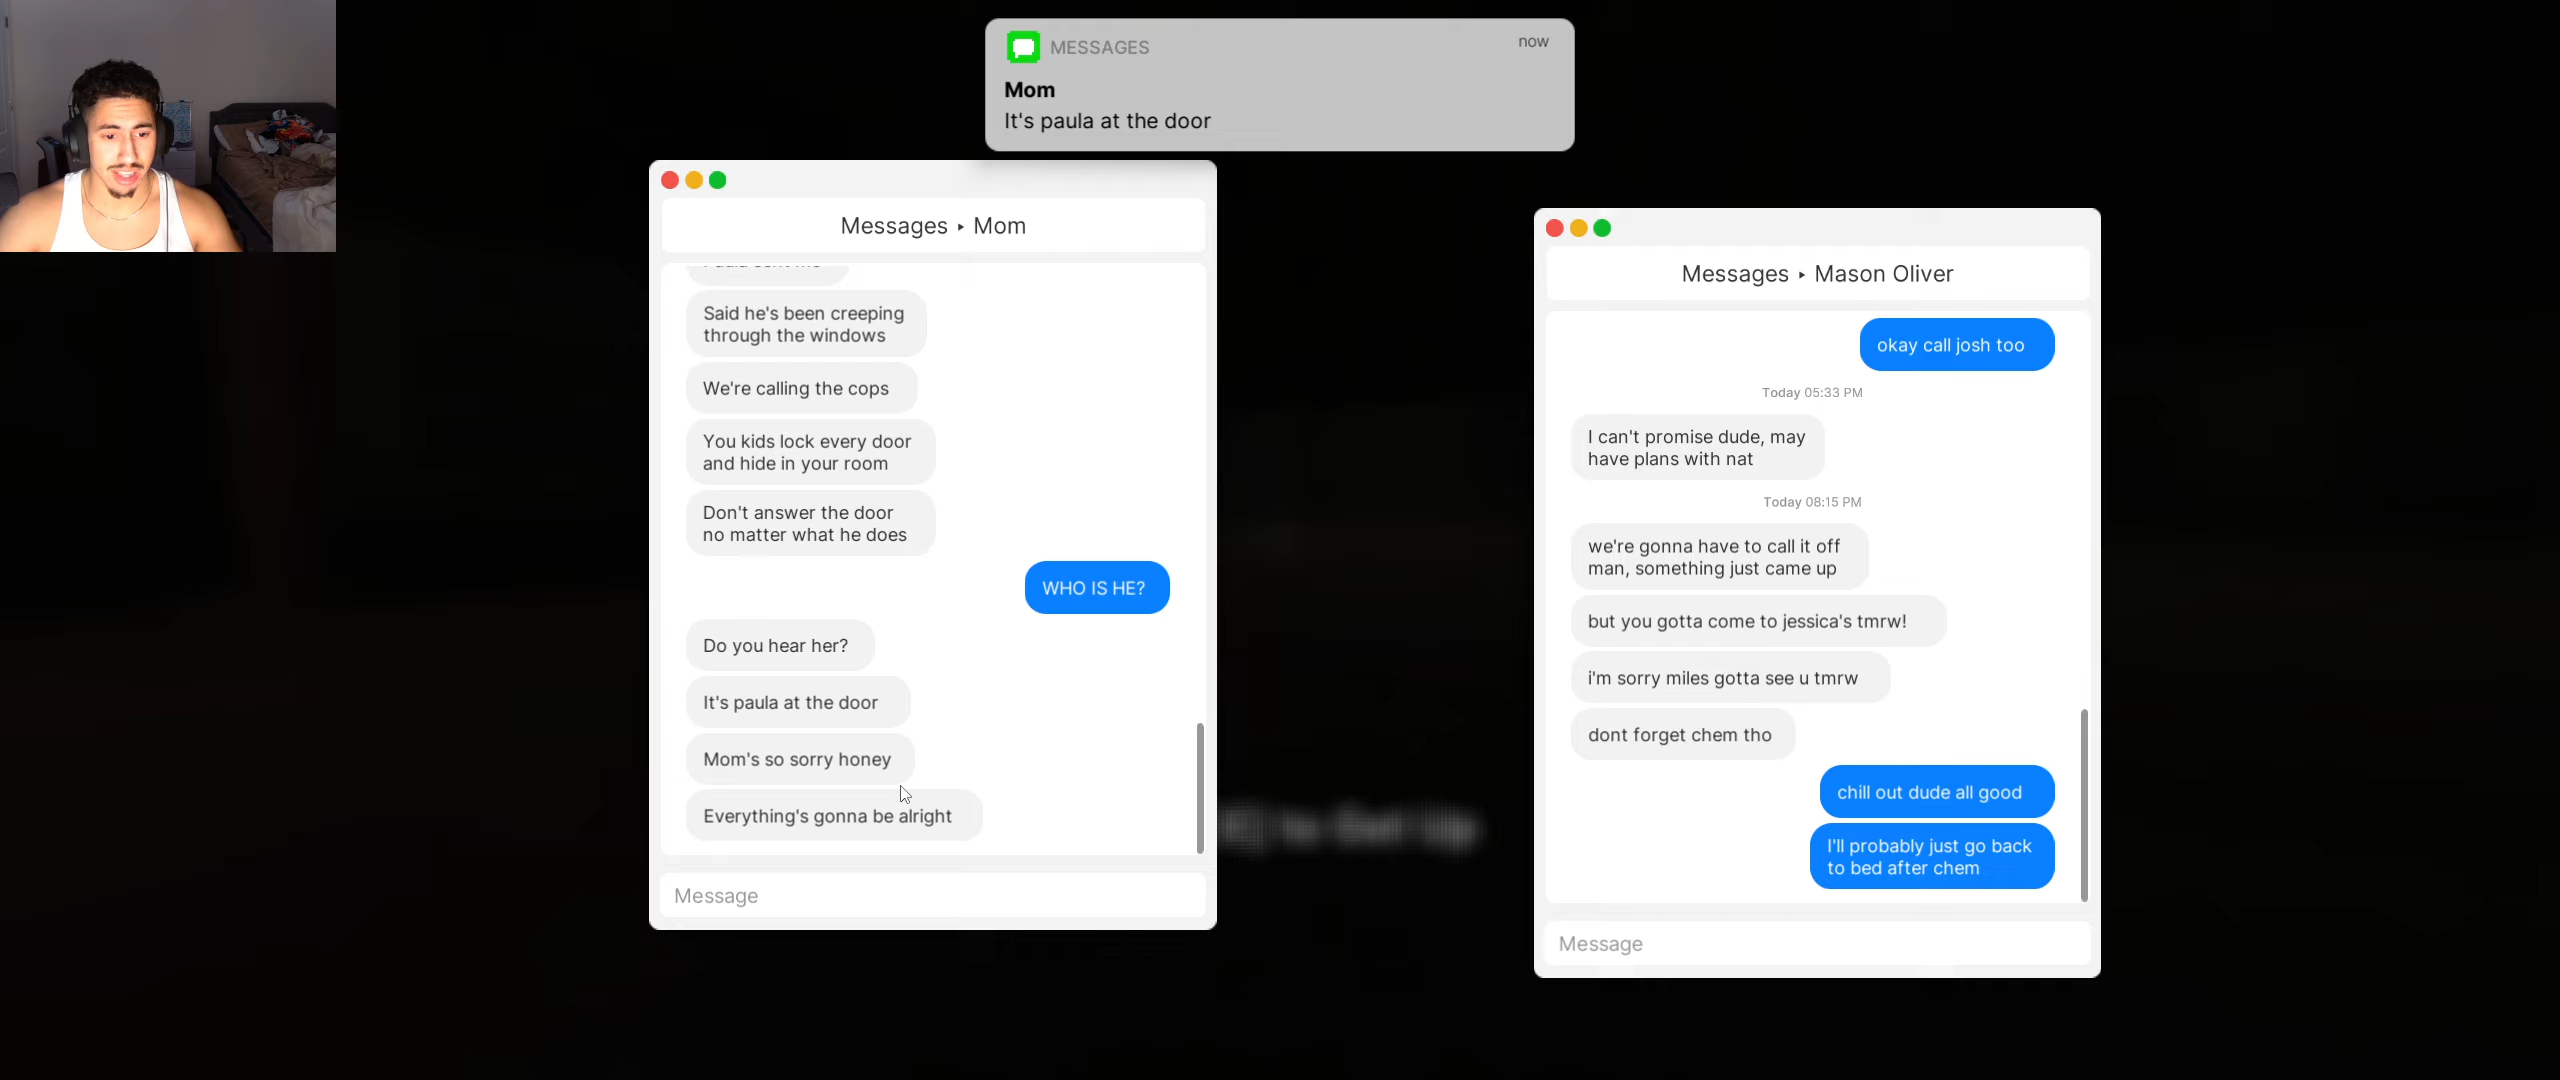 MESSAGES
now
Mom
It's paula at the door
Messages ‣ Mom
Said he's been creeping
through the windows
We're calling the cops
You kids lock every door
and hide in your room
Don't answer the door
no matter what he does
WHO IS HE?
Do you hear her?
It's paula at the door
Mom's so sorry honey
Everything's gonna be alright
Message
Messages ‣ Mason Oliver
okay call josh too
Today 05:33 PM
I can't promise dude, may
have plans with nat
Today 08:15 PM
we're gonna have to call it off
man, something just came up
but you gotta come to jessica's tmrw!
i'm sorry miles gotta see u tmrw
dont forget chem tho
chill out dude all good
I'll probably just go back
to bed after chem
Message
to Get Up